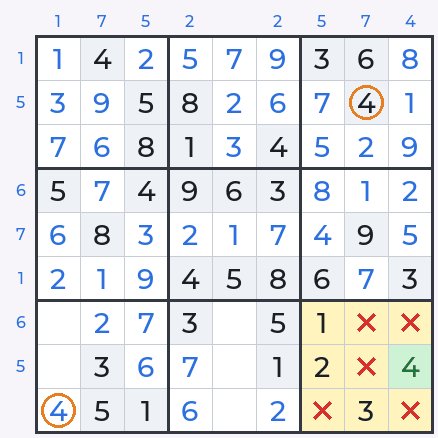 1 7 5 2 2 5 7 4
1 1 4 2 5 7 9 3 6 8
5 3 9 5 8 2 6 7 4 1
7 6 8 1 3 4 5 2 9
6 5 7 4 9 6 3 8 1 2
7 6 8 3 2 1 7 4 9 5
1 2 1 9 4 5 8 6 7 3
6 2 7 3 5 1
5 3 6 7 1 2 4
4 5 1 6 2 3